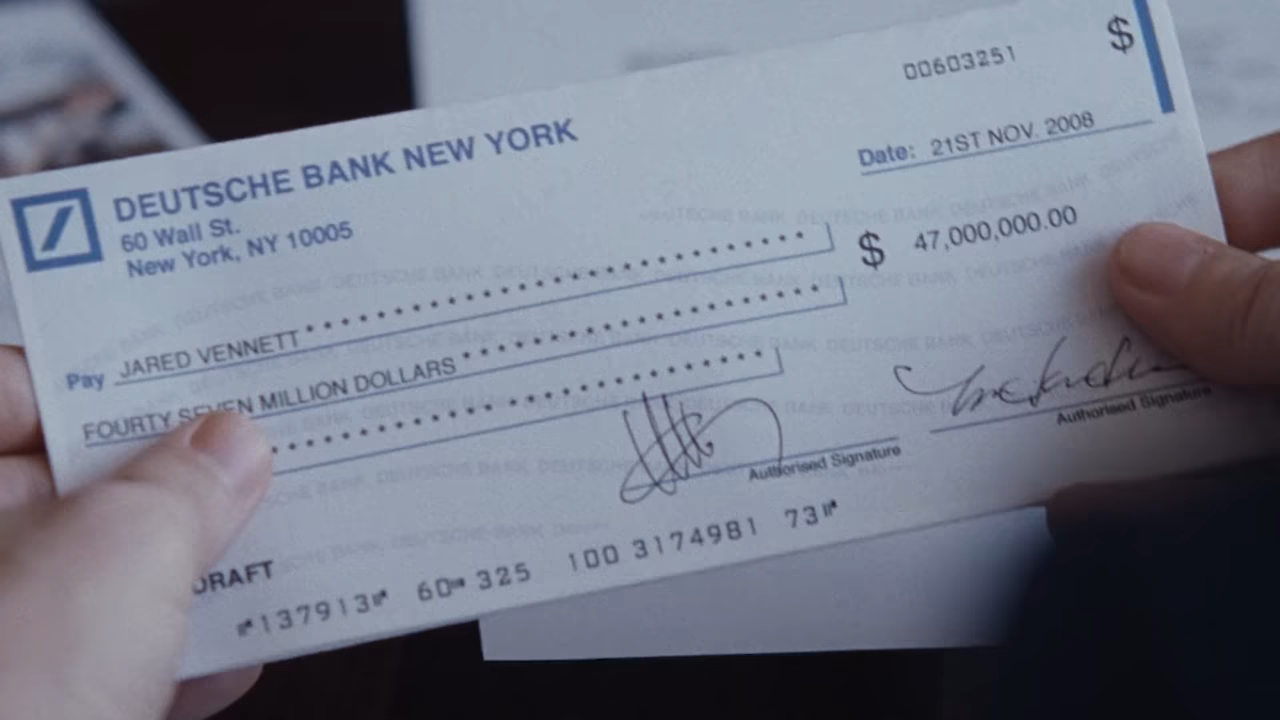 00603251
$
DEUTSCHE BANK NEW YORK
60 Wall St.
New York, NY 10005
Date: 21ST NOV. 2008
$ 47,000,000.00
Pay JARED VENNETT
FOURTY SEVEN MILLION DOLLARS
Authorised Signature
Authorised Signature
DRAFT
137913 60 325 100 3174981 73